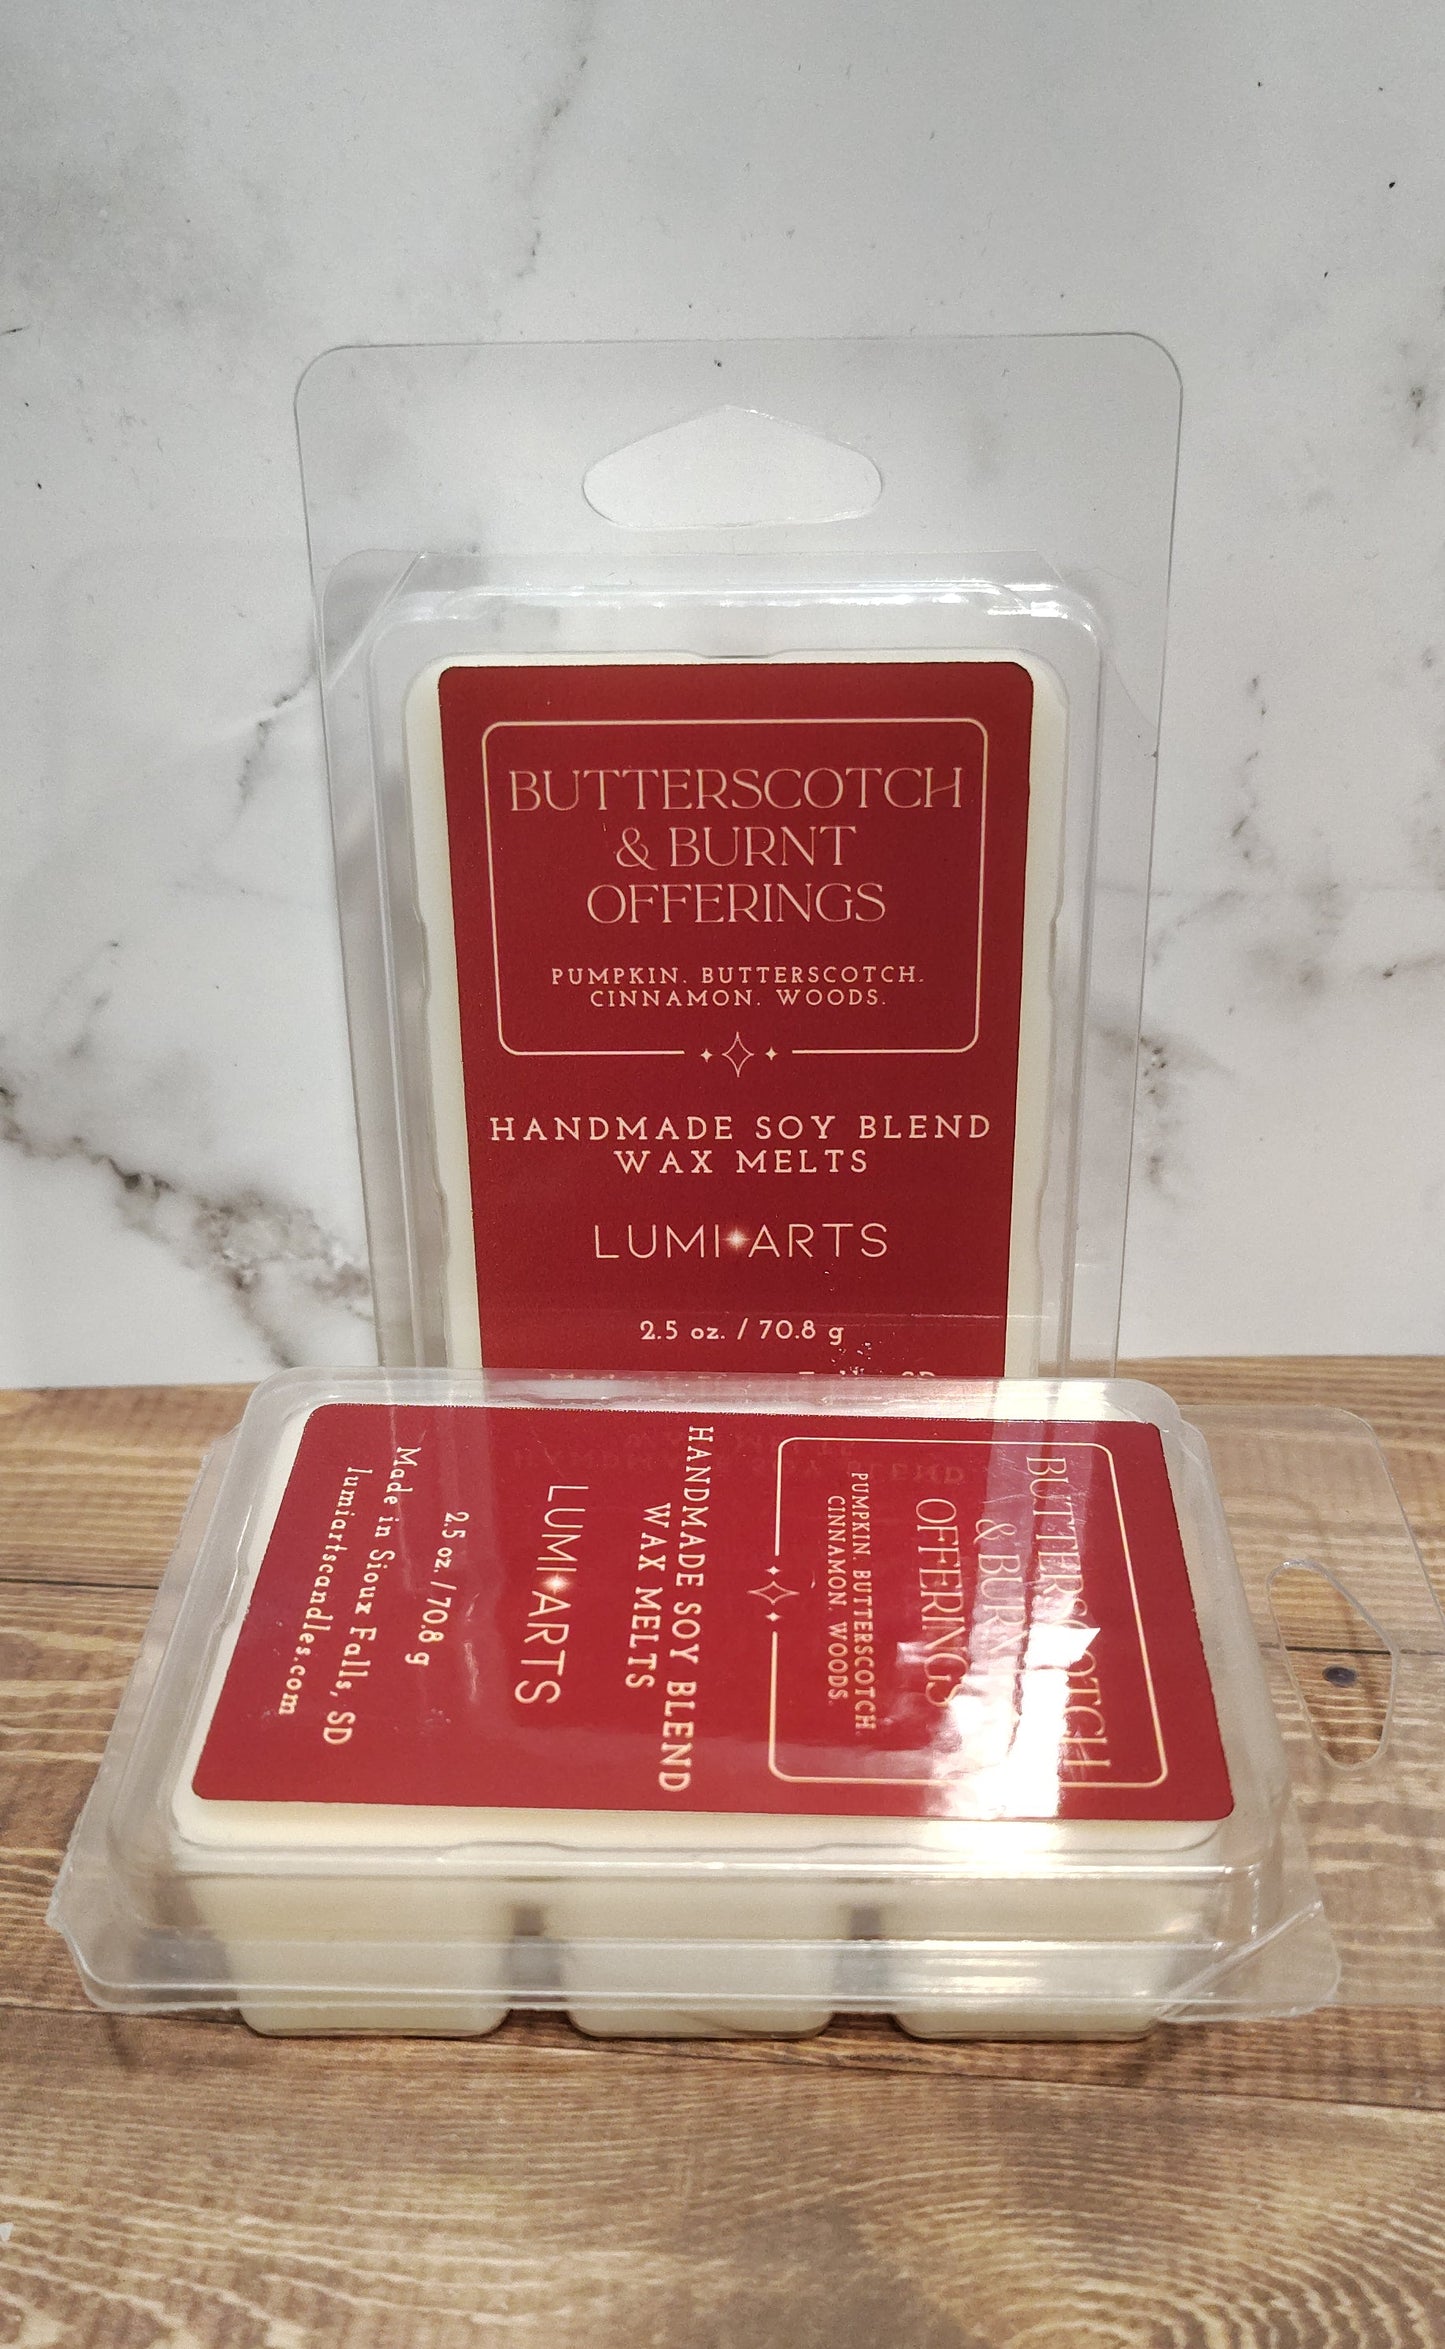 BUTTERSCOTCH
& BURNT
OFFERINGS
PUMPKIN. BUTTERSCOTCH.
CINNAMON. WOODS.
HANDMADE SOY BLEND
WAX MELTS
LUMI ARTS
2.5 oz. / 70.8 g
BUTTERSCOTCH
& BURNT
OFFERINGS
PUMPKIN. BUTTERSCOTCH.
CINNAMON. WOODS.
HANDMADE SOY BLEND
WAX MELTS
LUMI ARTS
2.5 oz. / 70.8 g
Made in Sioux Falls, SD
lumiartscandles.com